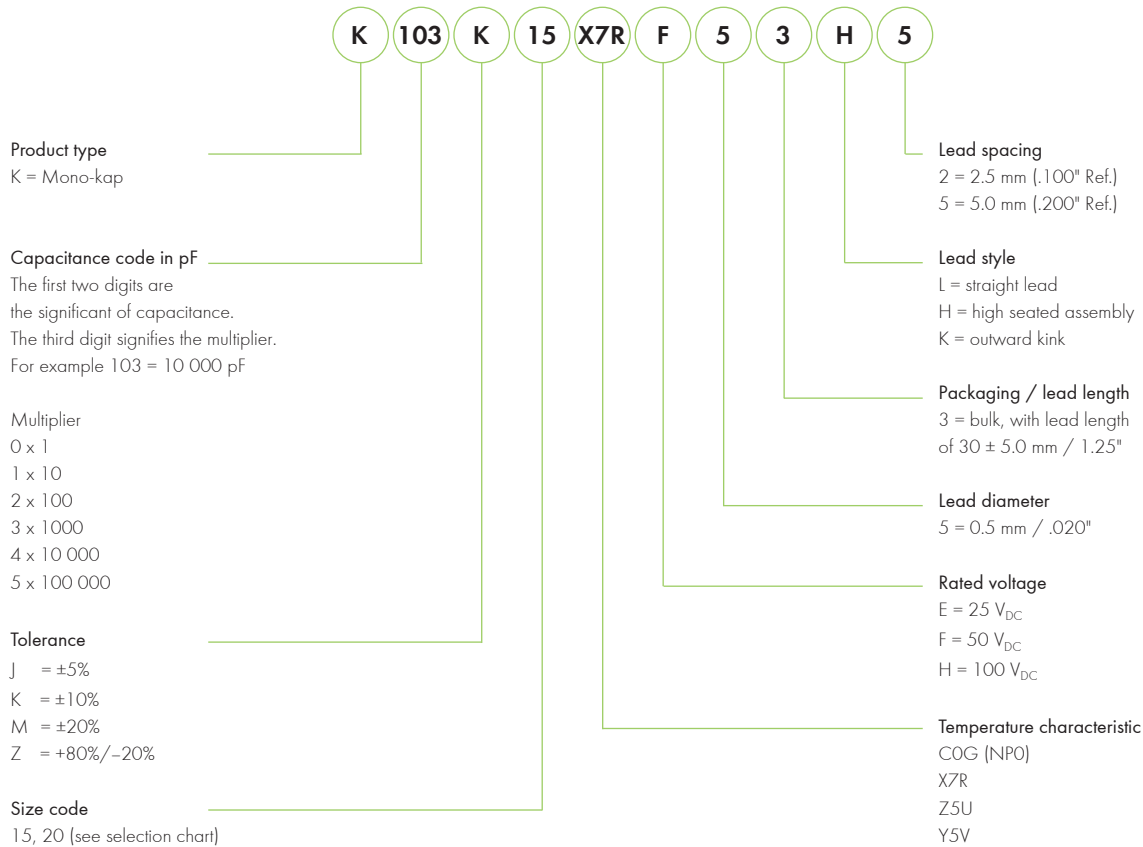 K 103 K 15 X7R F 5 3 H 5
Product type
K = Mono-kap
Capacitance code in pF
The first two digits are
the significant of capacitance.
The third digit signifies the multiplier.
For example 103 = 10 000 pF
Multiplier
0 x 1
1 x 10
2 x 100
3 x 1000
4 x 10 000
5 x 100 000
Tolerance
J = ±5%
K = ±10%
M = ±20%
Z = +80%/–20%
Size code
15, 20 (see selection chart)
Lead spacing
2 = 2.5 mm (.100" Ref.)
5 = 5.0 mm (.200" Ref.)
Lead style
L = straight lead
H = high seated assembly
K = outward kink
Packaging / lead length
3 = bulk, with lead length
of 30 ± 5.0 mm / 1.25"
Lead diameter
5 = 0.5 mm / .020"
Rated voltage
E = 25 VDC
F = 50 VDC
H = 100 VDC
Temperature characteristic
C0G (NP0)
X7R
Z5U
Y5V